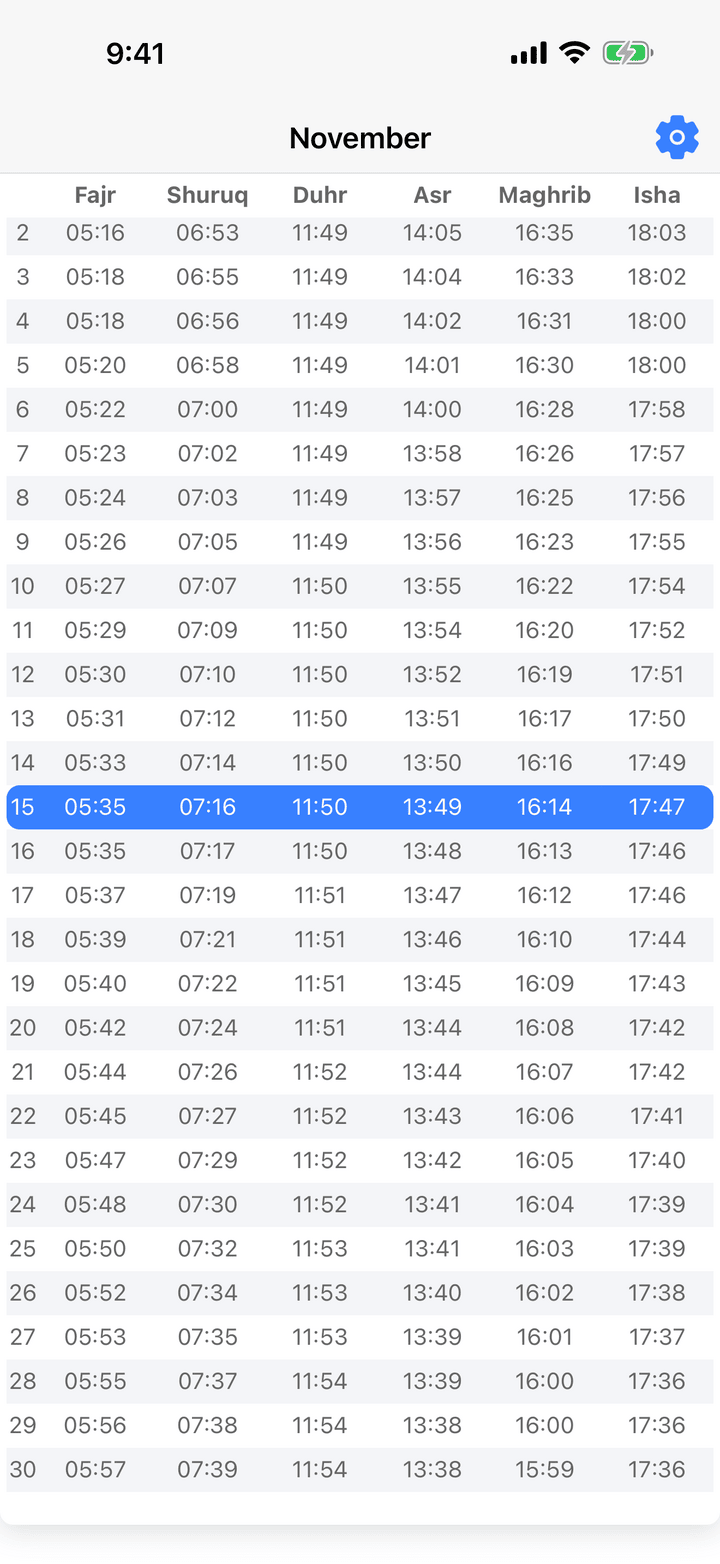 9:41
November
Fajr Shuruq Duhr Asr Maghrib Isha
2 05:16 06:53 11:49 14:05 16:35 18:03
3 05:18 06:55 11:49 14:04 16:33 18:02
4 05:18 06:56 11:49 14:02 16:31 18:00
5 05:20 06:58 11:49 14:01 16:30 18:00
6 05:22 07:00 11:49 14:00 16:28 17:58
7 05:23 07:02 11:49 13:58 16:26 17:57
8 05:24 07:03 11:49 13:57 16:25 17:56
9 05:26 07:05 11:49 13:56 16:23 17:55
10 05:27 07:07 11:50 13:55 16:22 17:54
11 05:29 07:09 11:50 13:54 16:20 17:52
12 05:30 07:10 11:50 13:52 16:19 17:51
13 05:31 07:12 11:50 13:51 16:17 17:50
14 05:33 07:14 11:50 13:50 16:16 17:49
15 05:35 07:16 11:50 13:49 16:14 17:47
16 05:35 07:17 11:50 13:48 16:13 17:46
17 05:37 07:19 11:51 13:47 16:12 17:46
18 05:39 07:21 11:51 13:46 16:10 17:44
19 05:40 07:22 11:51 13:45 16:09 17:43
20 05:42 07:24 11:51 13:44 16:08 17:42
21 05:44 07:26 11:52 13:44 16:07 17:42
22 05:45 07:27 11:52 13:43 16:06 17:41
23 05:47 07:29 11:52 13:42 16:05 17:40
24 05:48 07:30 11:52 13:41 16:04 17:39
25 05:50 07:32 11:53 13:41 16:03 17:39
26 05:52 07:34 11:53 13:40 16:02 17:38
27 05:53 07:35 11:53 13:39 16:01 17:37
28 05:55 07:37 11:54 13:39 16:00 17:36
29 05:56 07:38 11:54 13:38 16:00 17:36
30 05:57 07:39 11:54 13:38 15:59 17:36